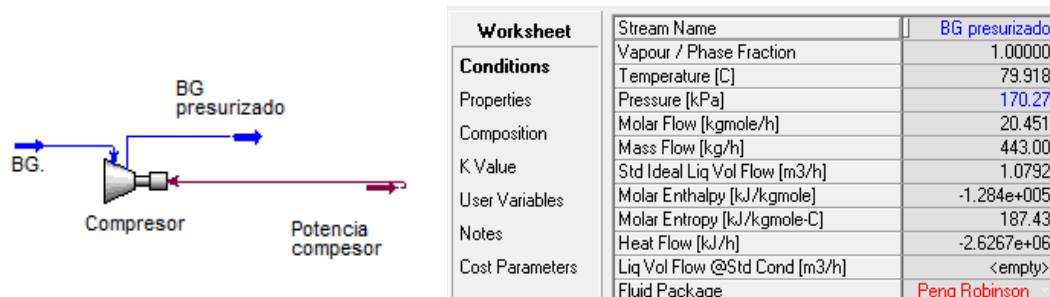 BG.
BG
presurizado
Compresor
Potencia
compesor
Worksheet
Conditions
Properties
Composition
K Value
User Variables
Notes
Cost Parameters
Stream Name BG presurizado
Vapour / Phase Fraction 1.00000
Temperature [C] 79.918
Pressure [kPa] 170.27
Molar Flow [kgmole/h] 20.451
Mass Flow [kg/h] 443.00
Std Ideal Liq Vol Flow [m3/h] 1.0792
Molar Enthalpy [kJ/kgmole] -1.284e+005
Molar Entropy [kJ/kgmole-C] 187.43
Heat Flow [kJ/h] -2.6267e+06
Liq Vol Flow @Std Cond [m3/h] <empty>
Fluid Package Peng Robinson